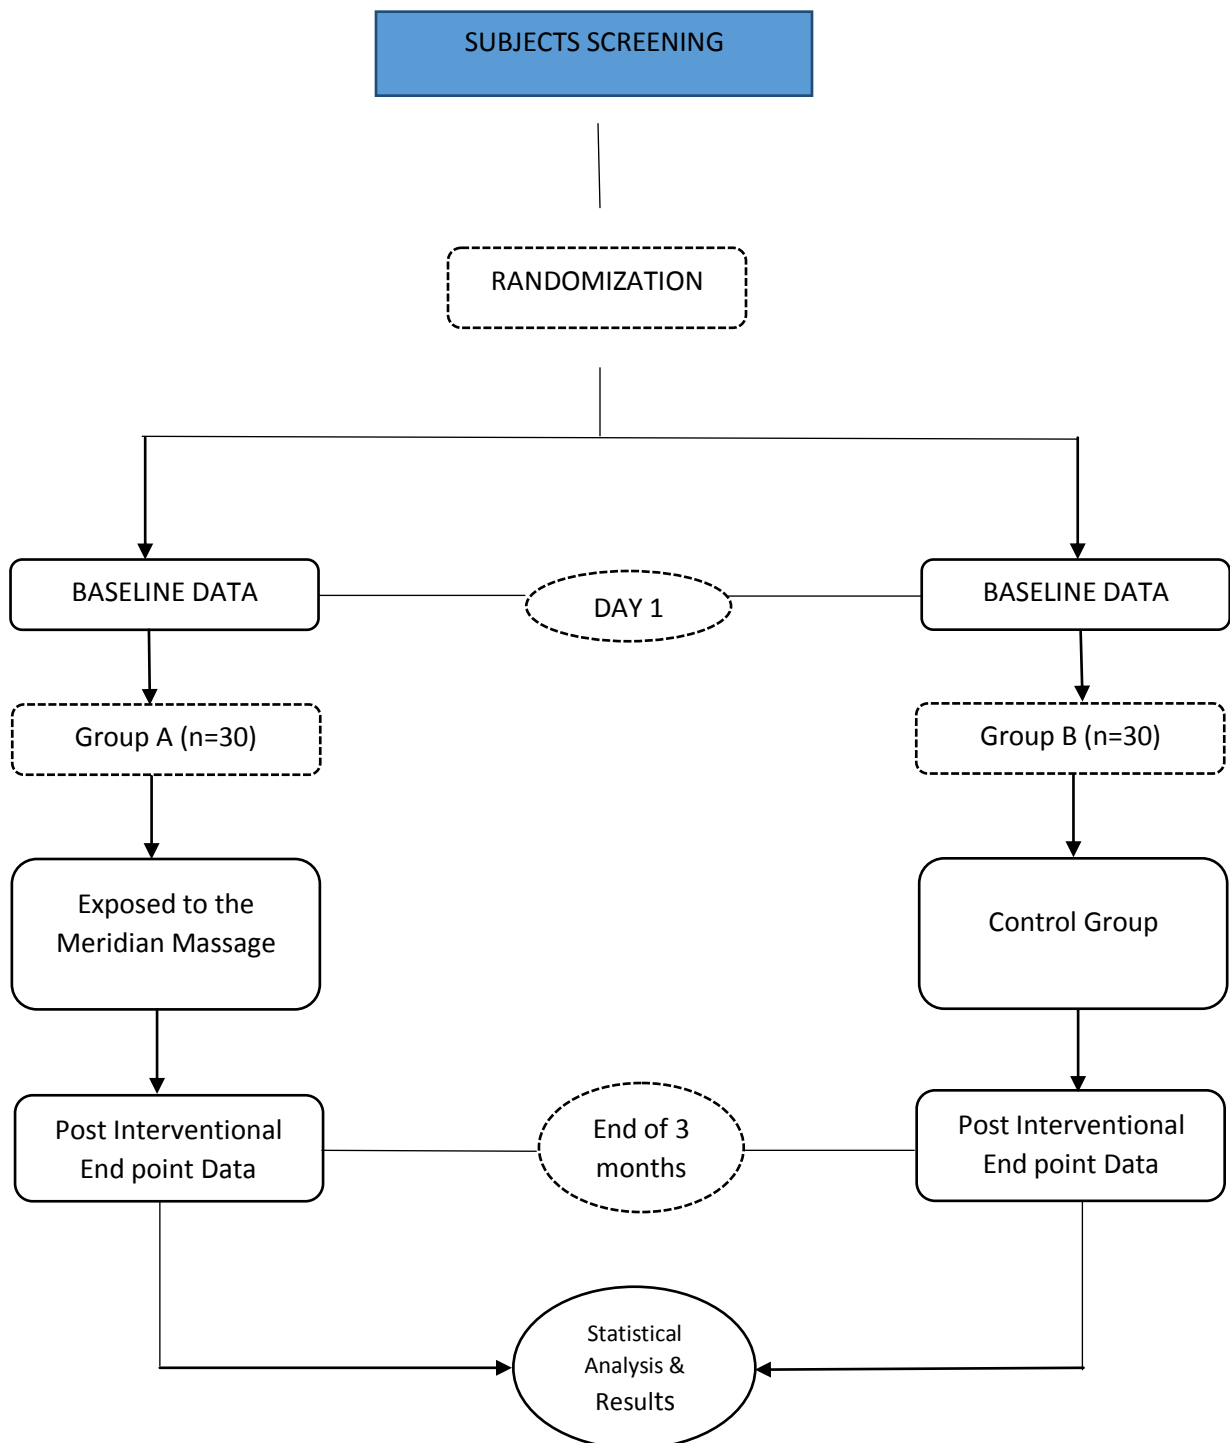 SUBJECTS SCREENING
RANDOMIZATION
BASELINE DATA
DAY 1
BASELINE DATA
Group A (n=30)
Group B (n=30)
Exposed to the
Meridian Massage
Control Group
Post Interventional
End point Data
End of 3
months
Post Interventional
End point Data
Statistical
Analysis &
Results